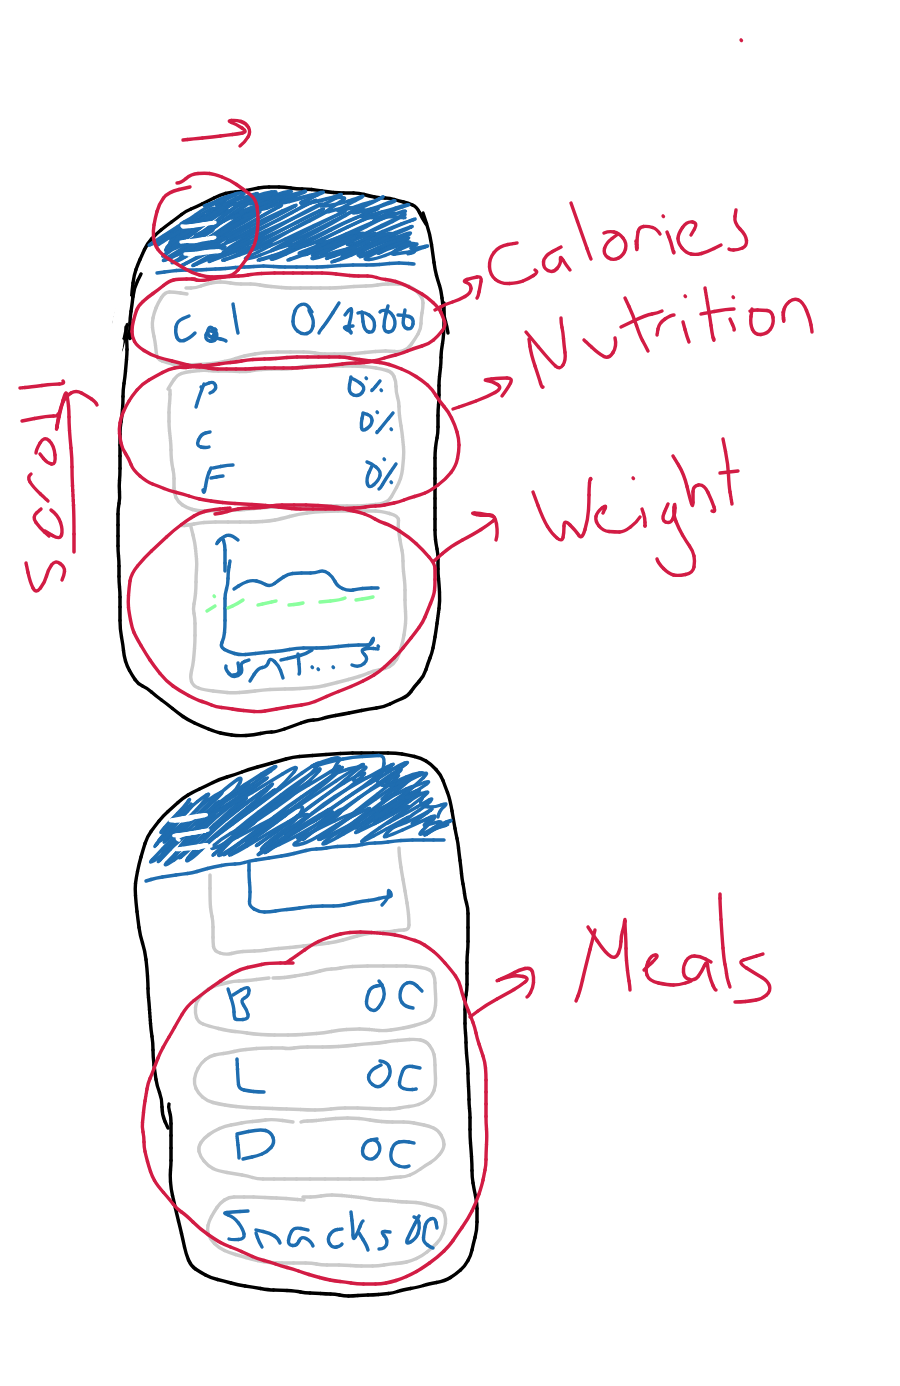 Cal 0/2000
Calories
P 0%
C 0%
F 0%
Nutrition
Scroll
Weight
SMT...S
B 0C
L 0C
D 0C
Snacks 0C
Meals